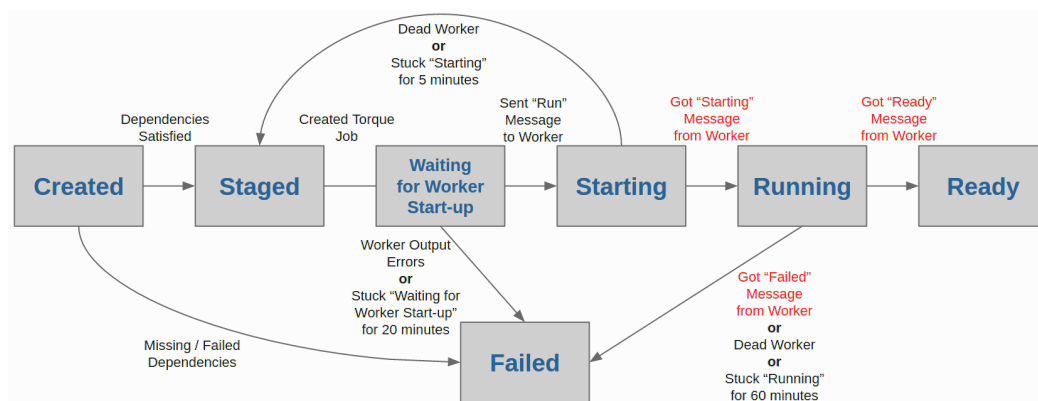 Dead Worker
or
Stuck “Starting”
for 5 minutes
Dependencies
Satisfied
Created Torque
Job
Sent “Run”
Message
to Worker
Got “Starting”
Message
from Worker
Got “Ready”
Message
from Worker
Created
Staged
Waiting
for Worker
Start-up
Starting
Running
Ready
Worker Output
Errors
or
Stuck “Waiting for
Worker Start-up”
for 20 minutes
Got “Failed”
Message
from Worker
or
Dead Worker
or
Stuck “Running”
for 60 minutes
Missing / Failed
Dependencies
Failed